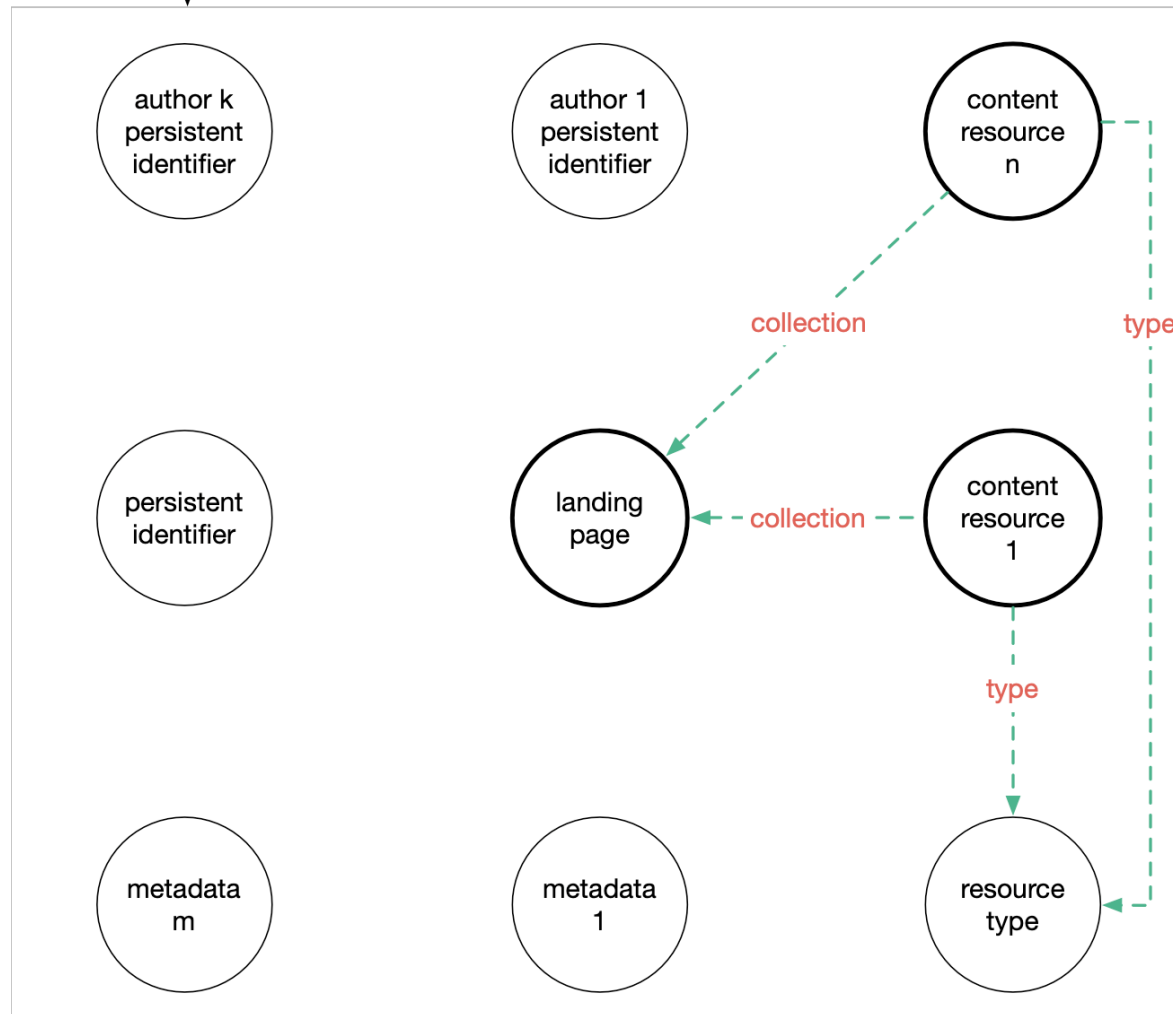 author k
persistent
identifier
author 1
persistent
identifier
content
resource
n
collection
type
persistent
identifier
landing
page
collection
content
resource
1
type
metadata
m
metadata
1
resource
type